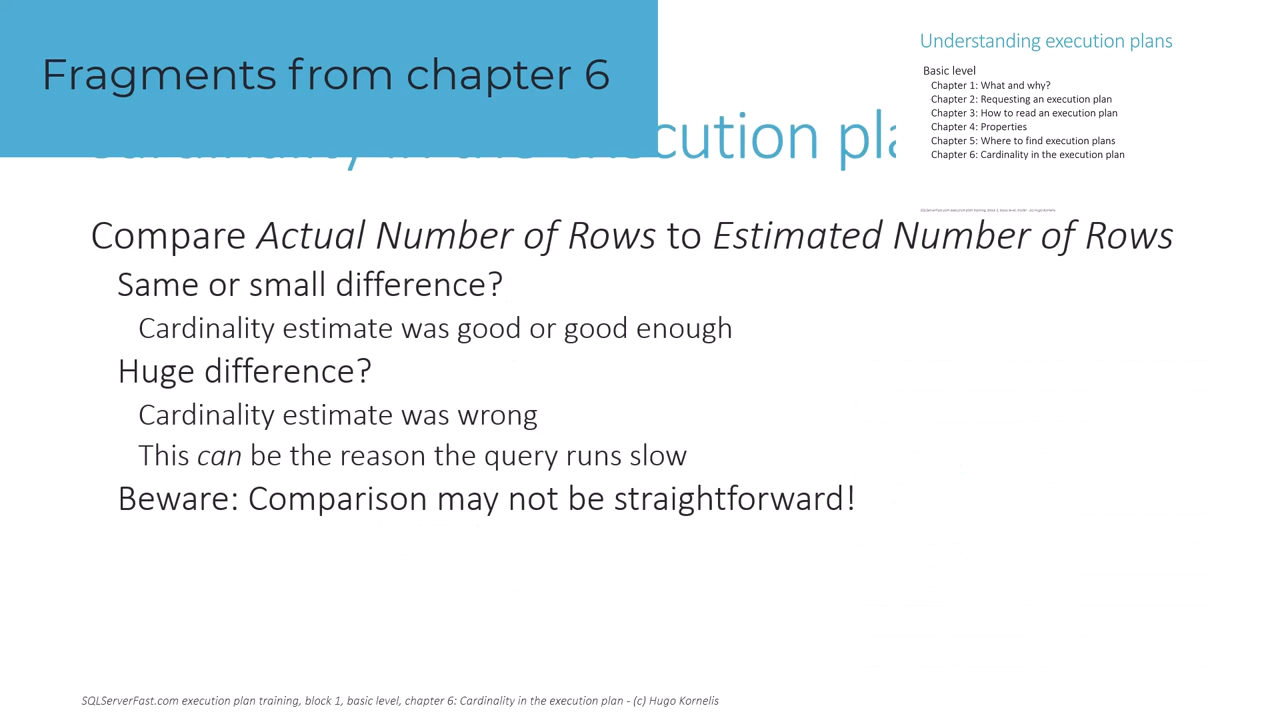 Fragments from chapter 6
Understanding execution plans
Basic level
Chapter 1: What and why?
Chapter 2: Requesting an execution plan
Chapter 3: How to read an execution plan
Chapter 4: Properties
Chapter 5: Where to find execution plans
Chapter 6: Cardinality in the execution plan
Compare Actual Number of Rows to Estimated Number of Rows
Same or small difference?
Cardinality estimate was good or good enough
Huge difference?
Cardinality estimate was wrong
This can be the reason the query runs slow
Beware: Comparison may not be straightforward!
SQLServerFast.com execution plan training, block 1, basic level, chapter 6: Cardinality in the execution plan - (c) Hugo Kornelis